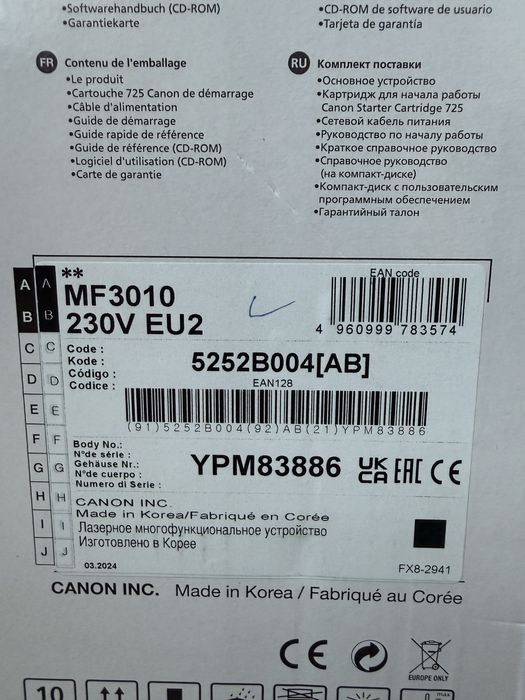 •Softwarehandbuch (CD-ROM)
•Garantiekarte
•CD-ROM de software de usuario
•Tarjeta de garantía
FR Contenu de l'emballage
•Le produit
•Cartouche 725 Canon de démarrage
•Câble d'alimentation
•Guide de démarrage
•Guide rapide de référence
•Guide de référence (CD-ROM)
•Logiciel d'utilisation (CD-ROM)
•Carte de garantie
RU Комплект поставки
•Основное устройство
•Картридж для начала работы
Canon Starter Cartridge 725
•Сетевой кабель питания
•Руководство по началу работы
•Краткое справочное руководство
•Справочное руководство
(на компакт-диске)
•Компакт-диск с пользовательским
программным обеспечением
•Гарантийный талон
A A
B B
C C
D D
E E
F F
G G
H H
I I
J J
**
MF3010
230V EU2
EAN code
4 960999 783574
Code :
Kode :
Código :
Codice :
5252B004[AB]
EAN128
(91)5252B004(92)AB(21)YPM83886
Body No.:
N°de série :
Gehäuse Nr.:
N°de cuerpo :
Numero di Serie :
YPM83886 UKCA EAC CE
CANON INC.
Made in Korea/Fabriqué en Corée
Лазерное многофункциональное устройство
Изготовлено в Корее
03.2024
FX8-2941
CANON INC. Made in Korea / Fabriqué au Corée
CE
EUROPE ONLY
10
max